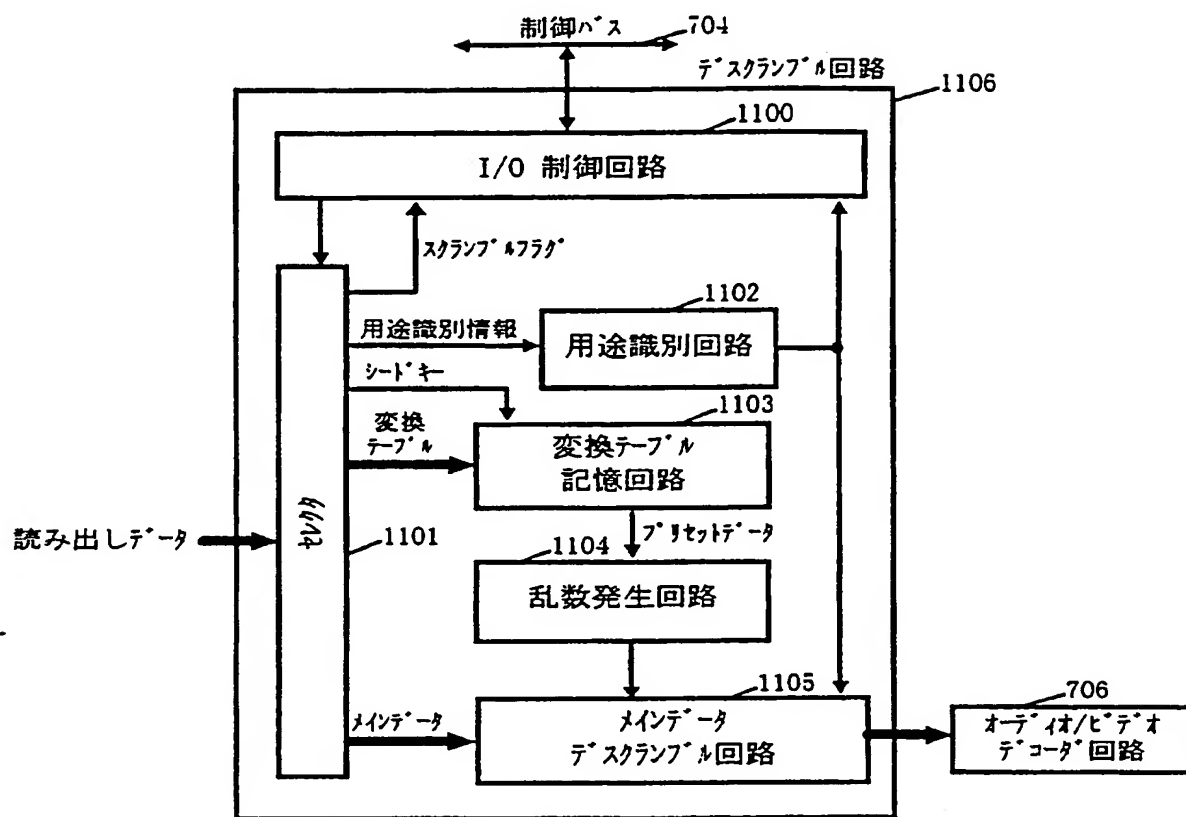 制御バス
704
デスクランブル回路
1106
1100
I/O 制御回路
スクランブルフラグ
1102
用途識別情報
用途識別回路
シードキー
1103
変換
テーブル
変換テーブル
記憶回路
セレクタ
読み出しデータ
1101
プリセットデータ
1104
乱数発生回路
1105
706
メインデータ
メインデータ
デスクランブル回路
オーディオ/ビデオ
デコーダ回路